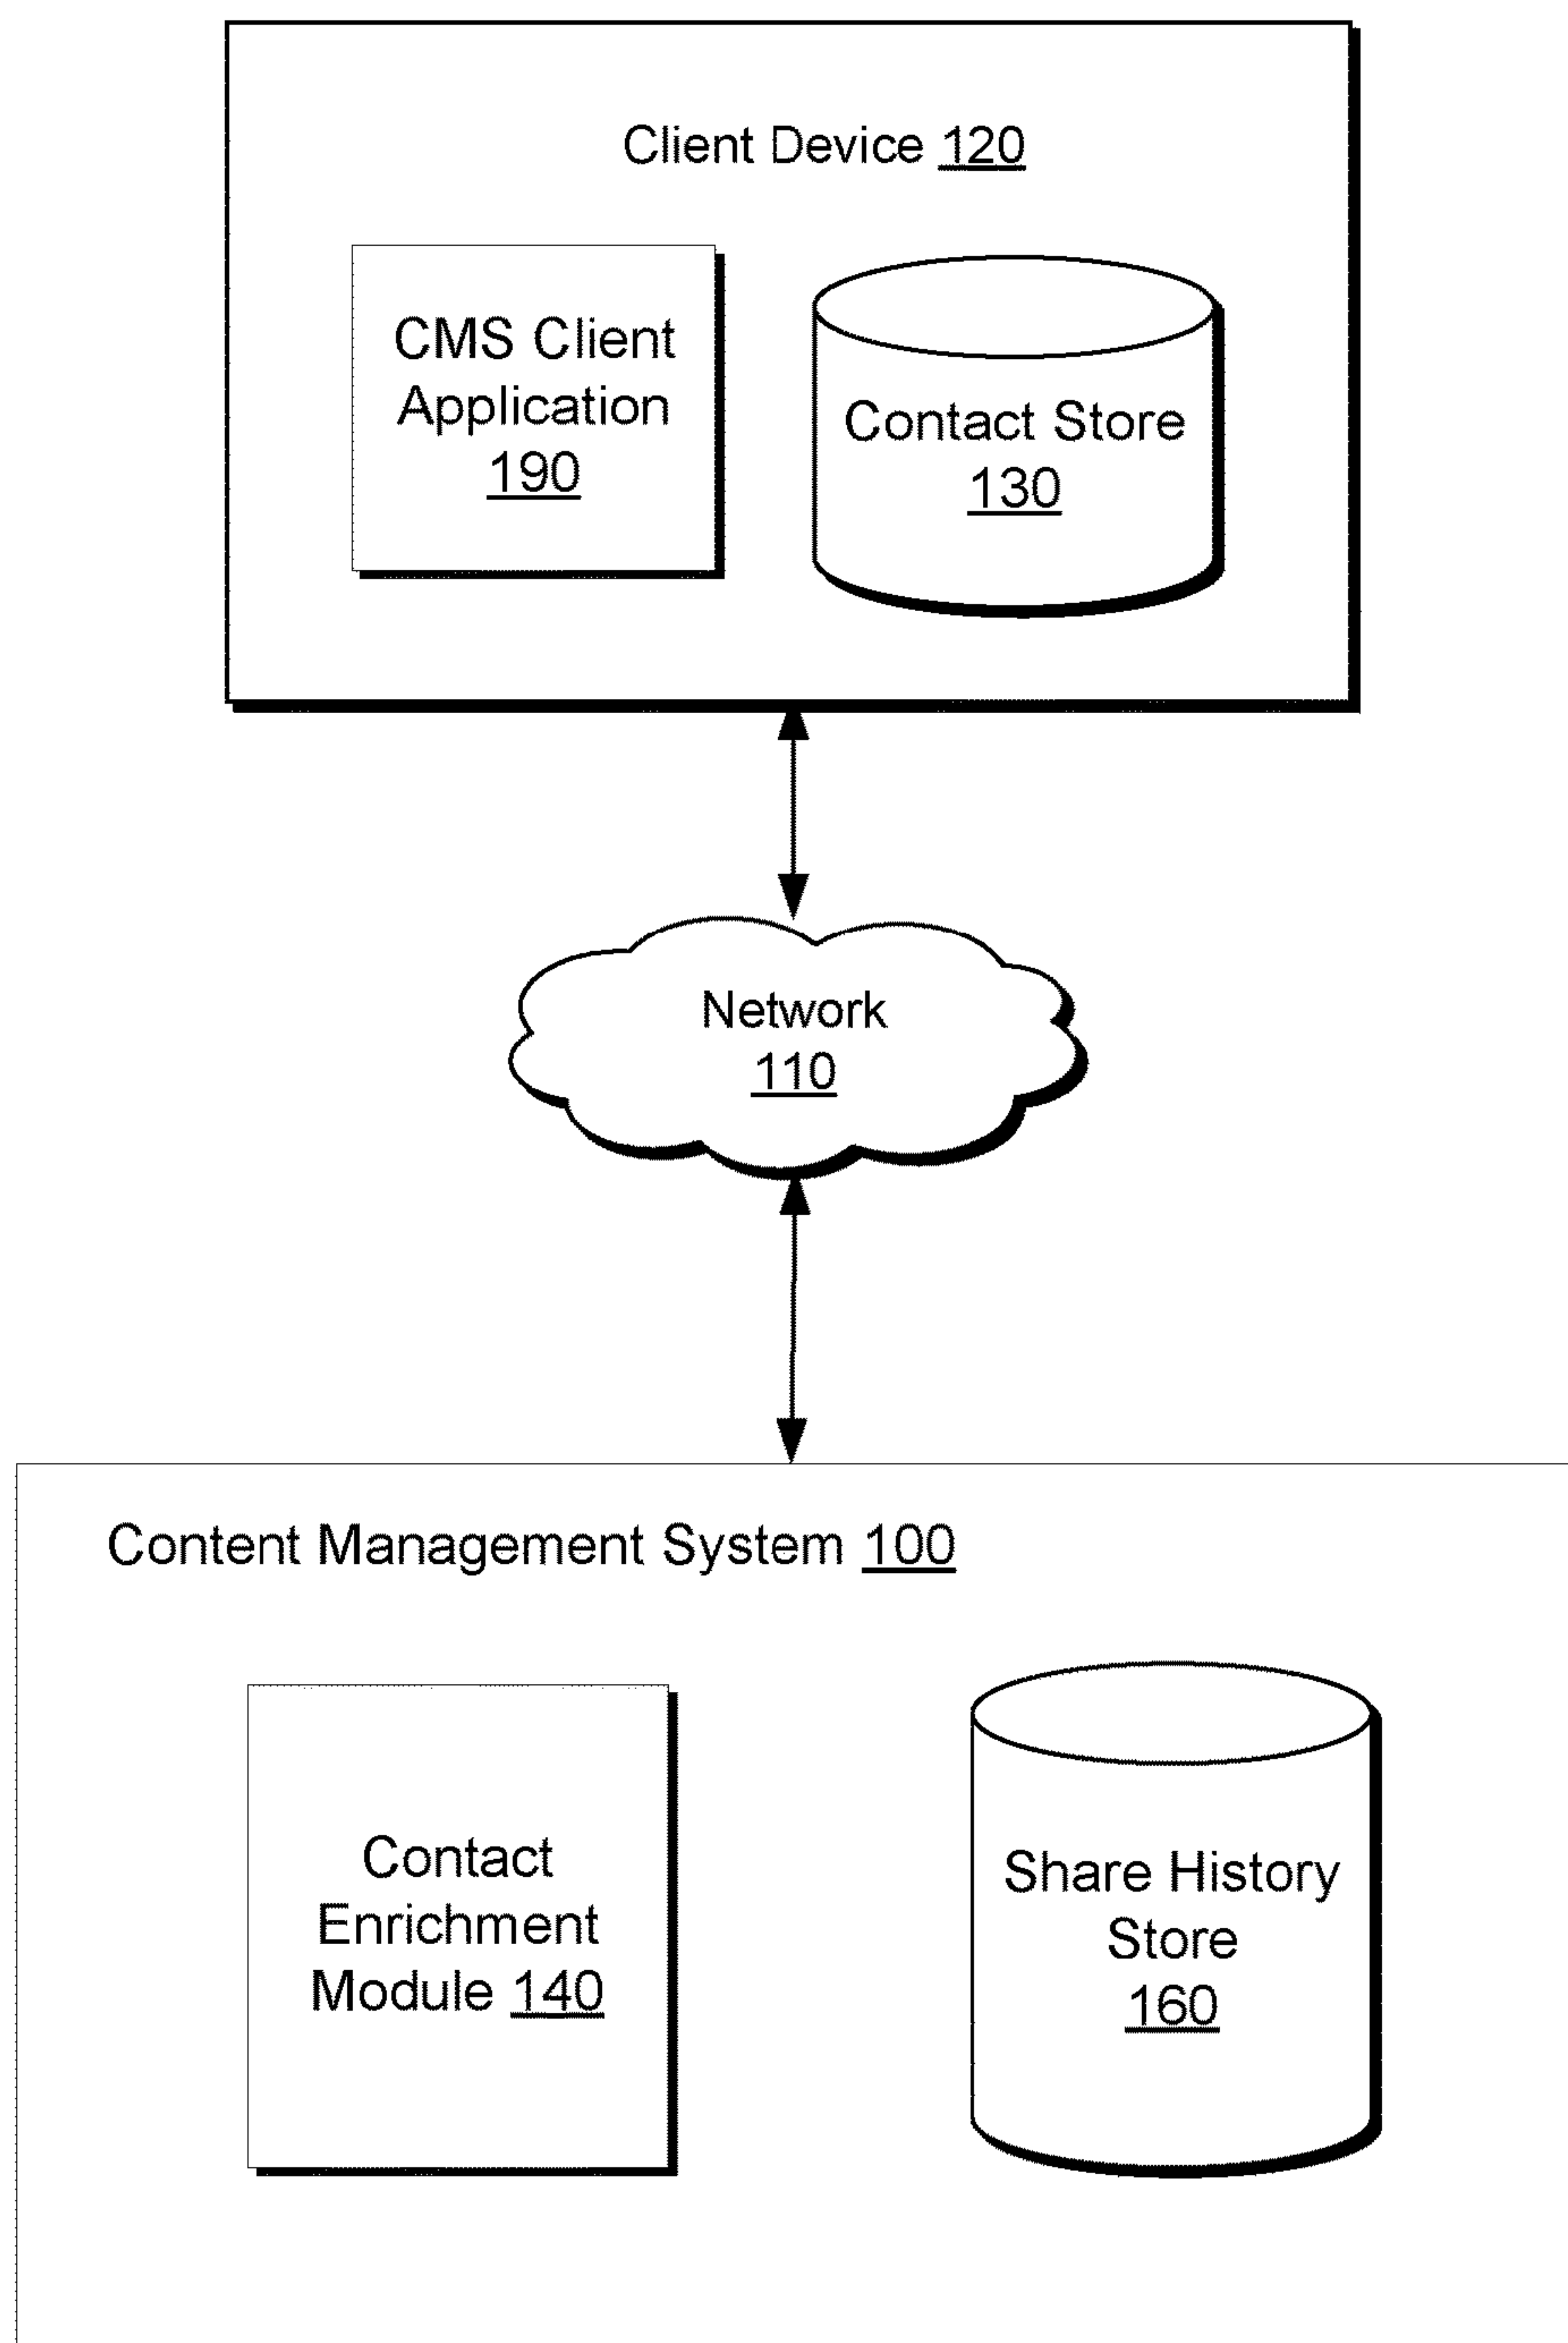 Client Device 120
CMS Client
Application
190
Contact Store
130
Network
110
Content Management System 100
Contact
Enrichment
Module 140
Share History
Store
160